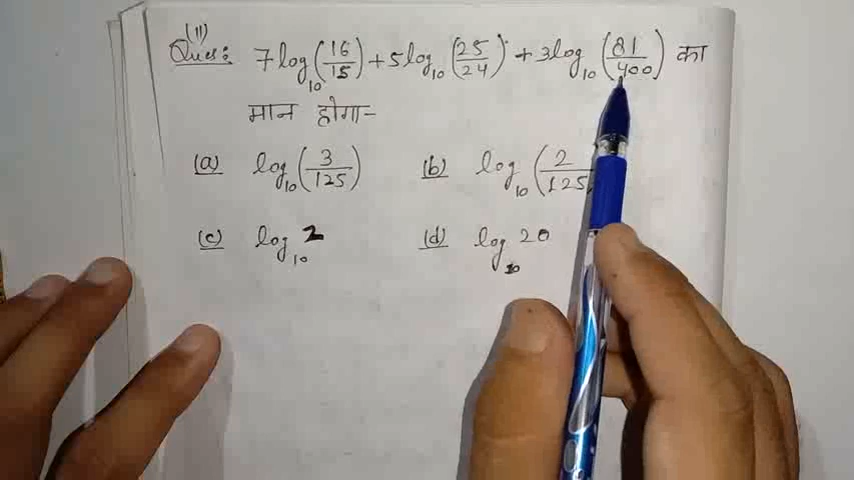 (11)
Ques: 7 log₁₀(16/15) + 5 log₁₀(25/24) + 3 log₁₀(81/400) का
मान होगा-
(a) log₁₀(3/125) (b) log₁₀(2/125)
(c) log₁₀ 2 (d) log₁₀ 20